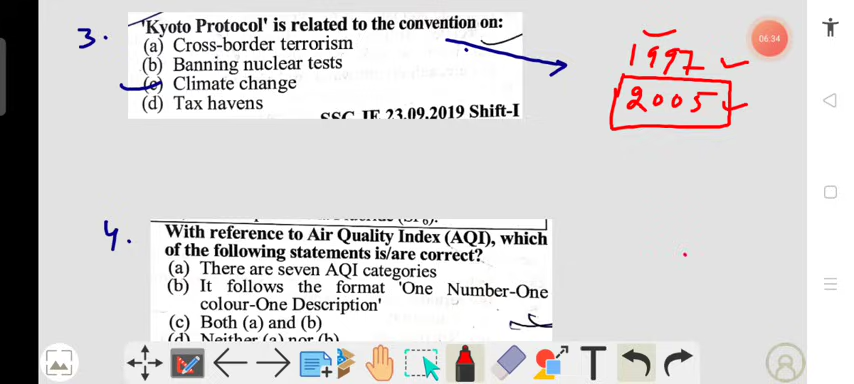 3.
'Kyoto Protocol' is related to the convention on:
(a) Cross-border terrorism
(b) Banning nuclear tests
(c) Climate change
(d) Tax havens
SSC JE 23.09.2019 Shift-I
1997
2005
06:34
4.
With reference to Air Quality Index (AQI), which
of the following statements is/are correct?
(a) There are seven AQI categories
(b) It follows the format 'One Number-One
colour-One Description'
(c) Both (a) and (b)
(d) Neither (a) nor (b)
T